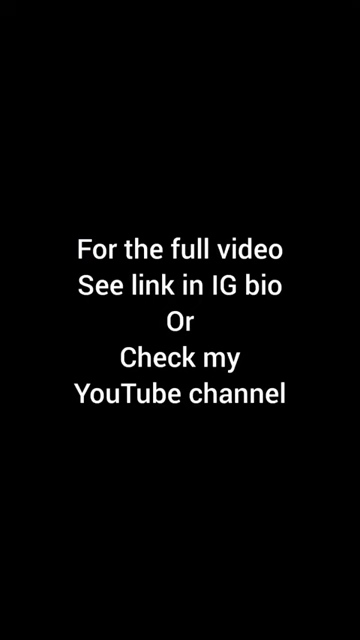 For the full video
See link in IG bio
Or
Check my
YouTube channel